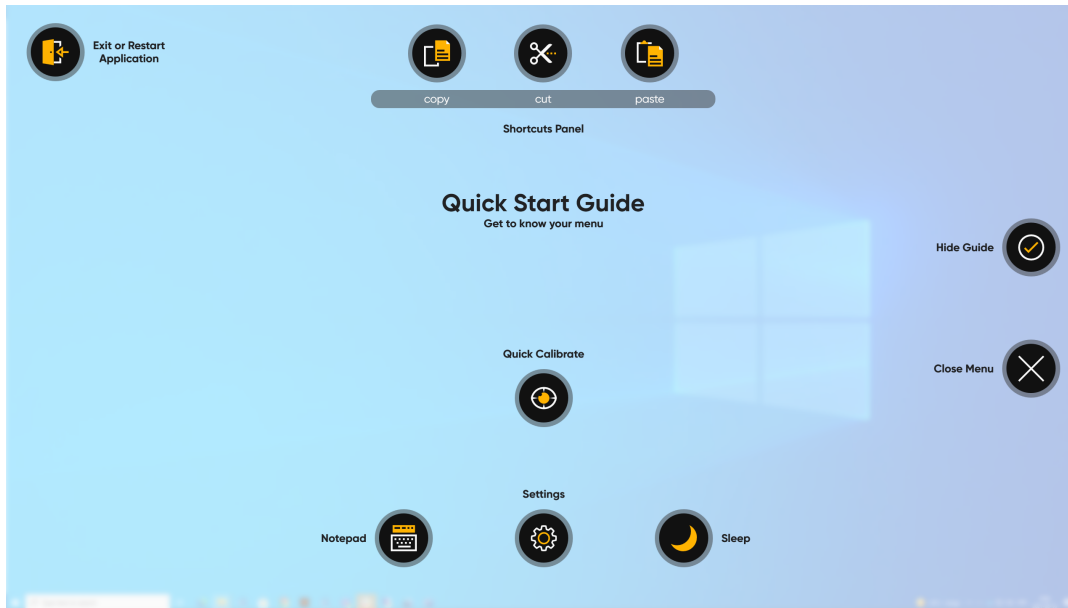 Exit or Restart
Application
copy cut paste
Shortcuts Panel
Quick Start Guide
Get to know your menu
Hide Guide
Quick Calibrate
Close Menu
Settings
Notepad
Sleep